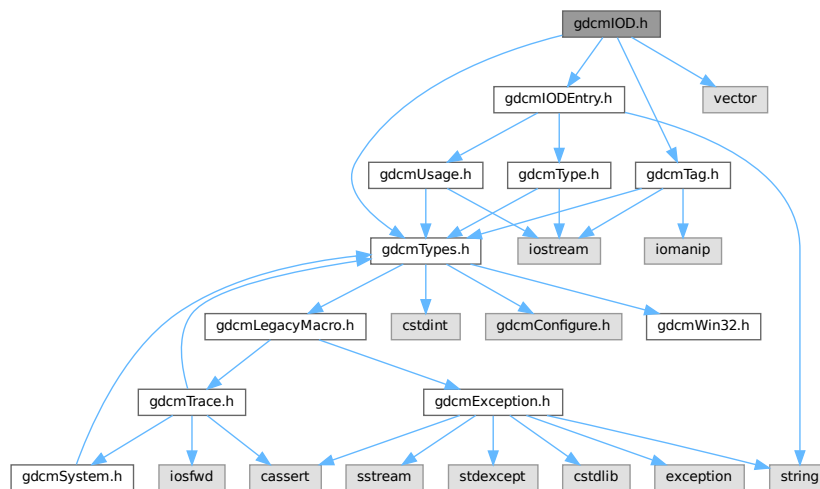 gdcmIOD.h
gdcmIODEntry.h
vector
gdcmUsage.h
gdcmType.h
gdcmTag.h
gdcmTypes.h
iostream
iomanip
gdcmLegacyMacro.h
cstdint
gdcmConfigure.h
gdcmWin32.h
gdcmTrace.h
gdcmException.h
gdcmSystem.h
iosfwd
cassert
sstream
stdexcept
cstdlib
exception
string